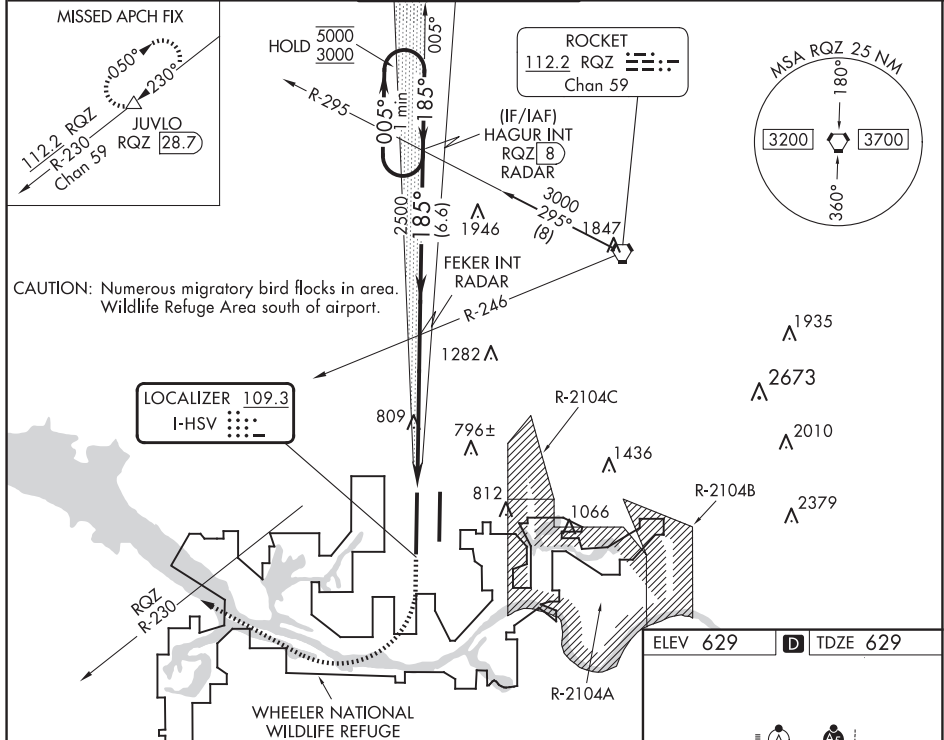 MISSED APCH FIX
050°
230°
JUVLO
RQZ 28.7
112.2 RQZ
R-230
Chan 59
HOLD 5000
3000
005°
R-295
005°
1 min
185°
ROCKET
112.2 RQZ
Chan 59
(IF/IAF)
HAGUR INT
RQZ 8
RADAR
MSA RQZ 25 NM
180°
3200
3700
360°
2500
185°
(6.6)
1946
3000
295°
(8)
1847
FEKER INT
RADAR
R-246
CAUTION: Numerous migratory bird flocks in area.
Wildlife Refuge Area south of airport.
1282
1935
2673
LOCALIZER 109.3
I-HSV
809
796±
R-2104C
1436
2010
812
1066
R-2104B
2379
RQZ
R-230
R-2104A
WHEELER NATIONAL
WILDLIFE REFUGE
ELEV 629 D TDZE 629
A